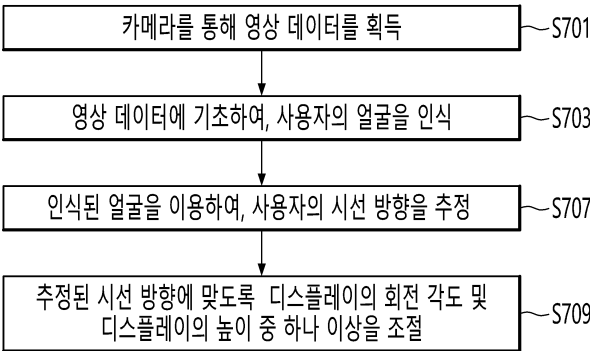 카메라를 통해 영상 데이터를 획득
S701
영상 데이터에 기초하여, 사용자의 얼굴을 인식
S703
인식된 얼굴을 이용하여, 사용자의 시선 방향을 추정
S707
추정된 시선 방향에 맞도록 디스플레이의 회전 각도 및
디스플레이의 높이 중 하나 이상을 조절
S709